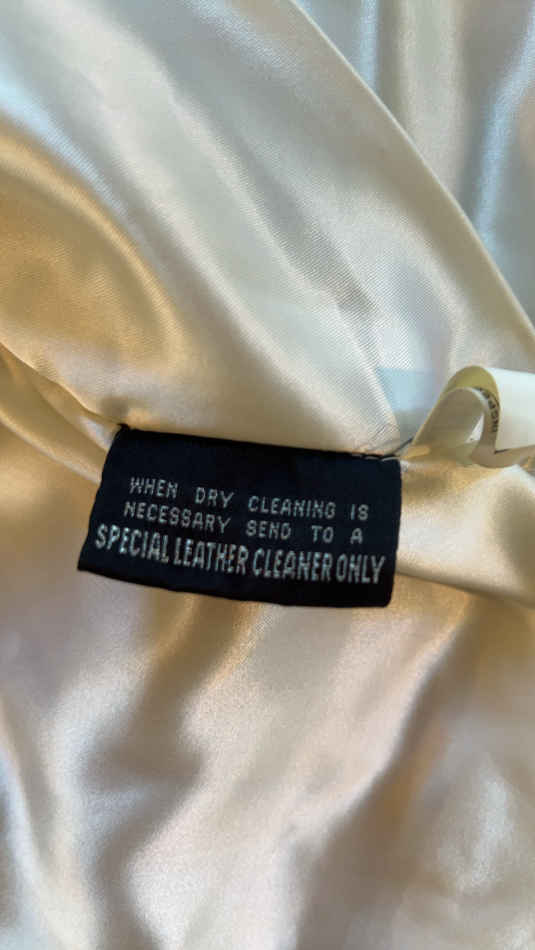 WHEN DRY CLEANING IS
NECESSARY SEND TO A
SPECIAL LEATHER CLEANER ONLY